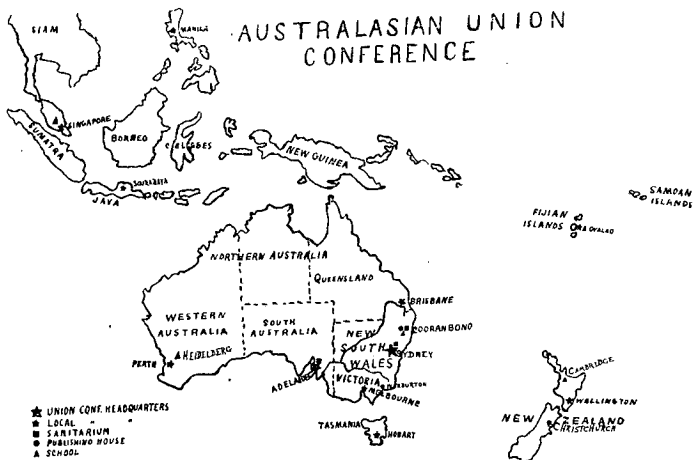 AUSTRALASIAN UNION
CONFERENCE
SIAM
MANILA
SINGAPORE
SUMATRA
BORNEO
CELEBES
NEW GUINEA
SOURABAYA
JAVA
SAMOAN
ISLANDS
FIJIAN
ISLANDS
NORTHERN AUSTRALIA
QUEENSLAND
BRISBANE
WESTERN
AUSTRALIA
SOUTH
AUSTRALIA
NEW
SOUTH
WALES
COORANBONG
SYDNEY
HEIDELBERG
PERTH
ADELAIDE
VICTORIA
WARBURTON
MELBOURNE
TASMANIA
HOBART
CAMBRIDGE
WELLINGTON
NEW ZEALAND
CHRISTCHURCH
UNION CONF. HEADQUARTERS
LOCAL " "
SANITARIUM
PUBLISHING HOUSE
SCHOOL